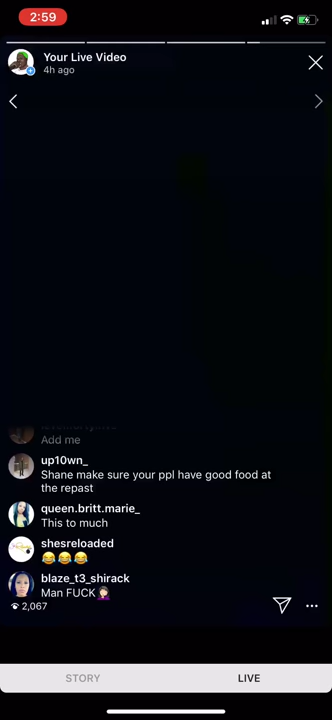 2:59
Your Live Video
4h ago
Add me
up10wn_
Shane make sure your ppl have good food at
the repast
queen.britt.marie_
This to much
shesreloaded
😂😂😂
blaze_t3_shirack
Man FUCK🤦🏻‍♀️
2,067
STORY
LIVE